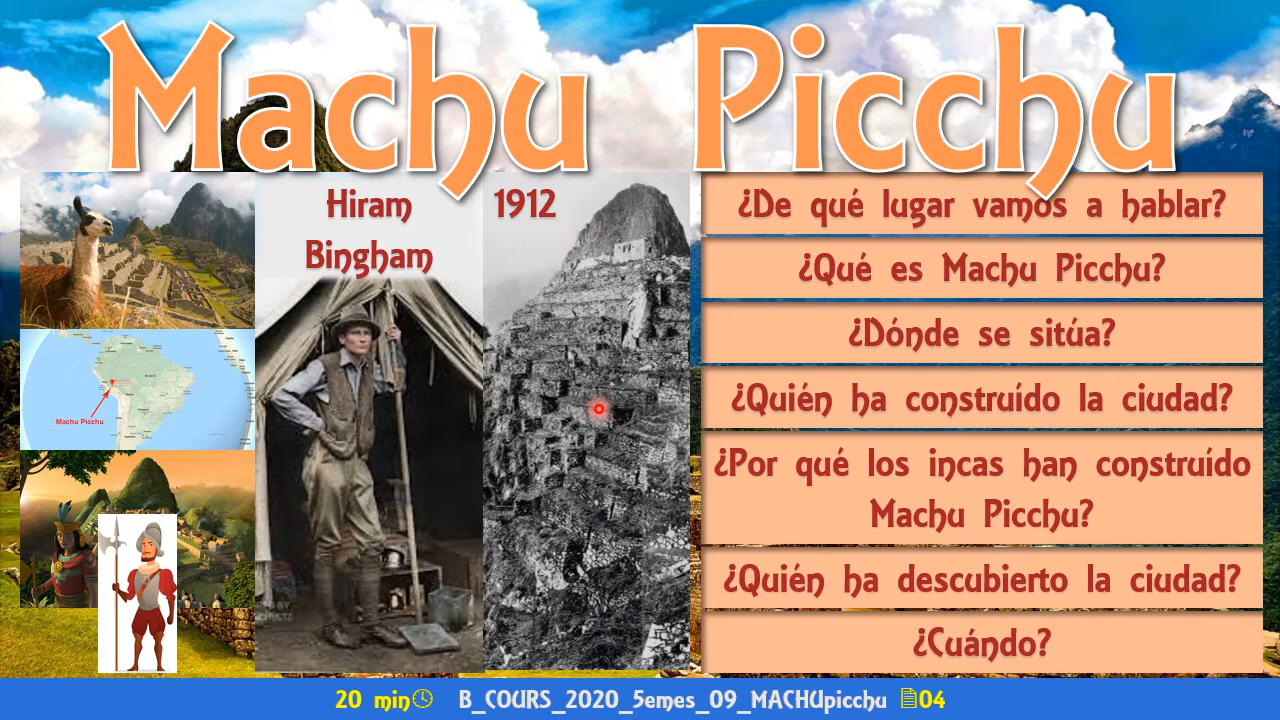 Machu Picchu
Hiram
Bingham
1912
Machu Picchu
¿De qué lugar vamos a hablar?
¿Qué es Machu Picchu?
¿Dónde se sitúa?
¿Quién ha construído la ciudad?
¿Por qué los incas han construído
Machu Picchu?
¿Quién ha descubierto la ciudad?
¿Cuándo?
20 min B_COURS_2020_5emes_09_MACHUpicchu 04